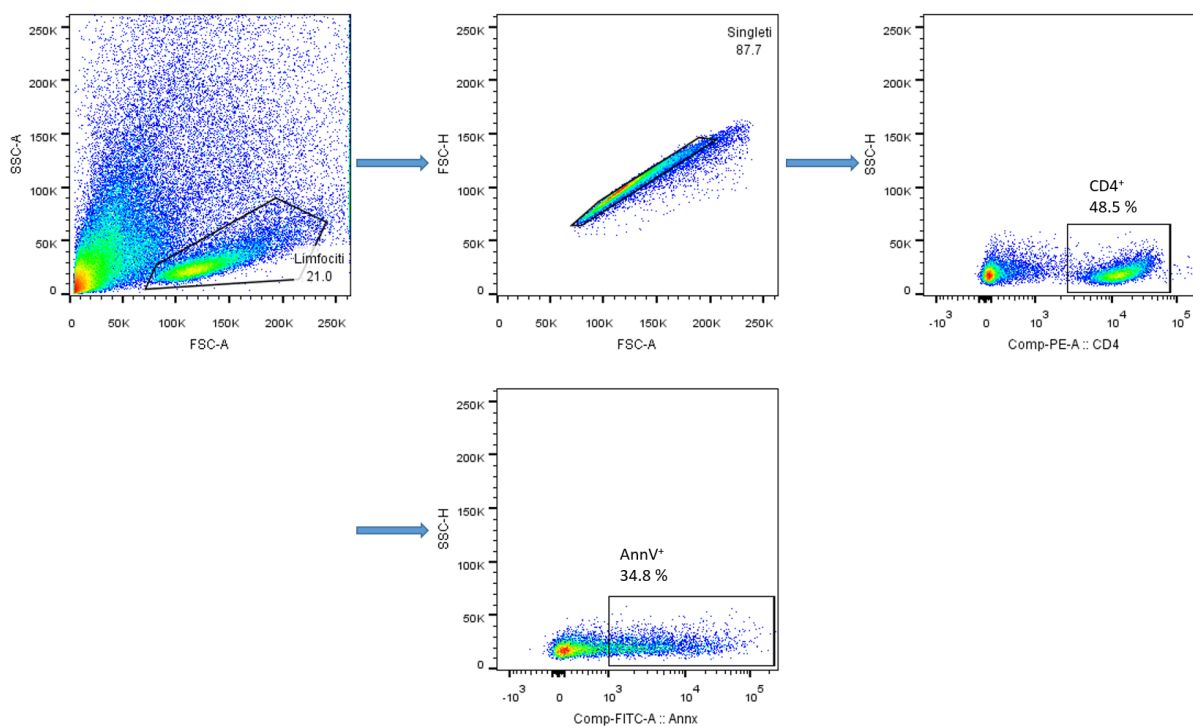 250K
200K
150K
100K
50K
0
SSC-A
Limfociti
21.0
0 50K 100K 150K 200K 250K
FSC-A
250K
200K
150K
100K
50K
0
FSC-H
Singleti
87.7
0 50K 100K 150K 200K 250K
FSC-A
250K
200K
150K
100K
50K
0
SSC-H
CD4⁺
48.5 %
-10³ 0 10³ 10⁴ 10⁵
Comp-PE-A :: CD4
250K
200K
150K
100K
50K
0
SSC-H
AnnV⁺
34.8 %
-10³ 0 10³ 10⁴ 10⁵
Comp-FITC-A :: Annx